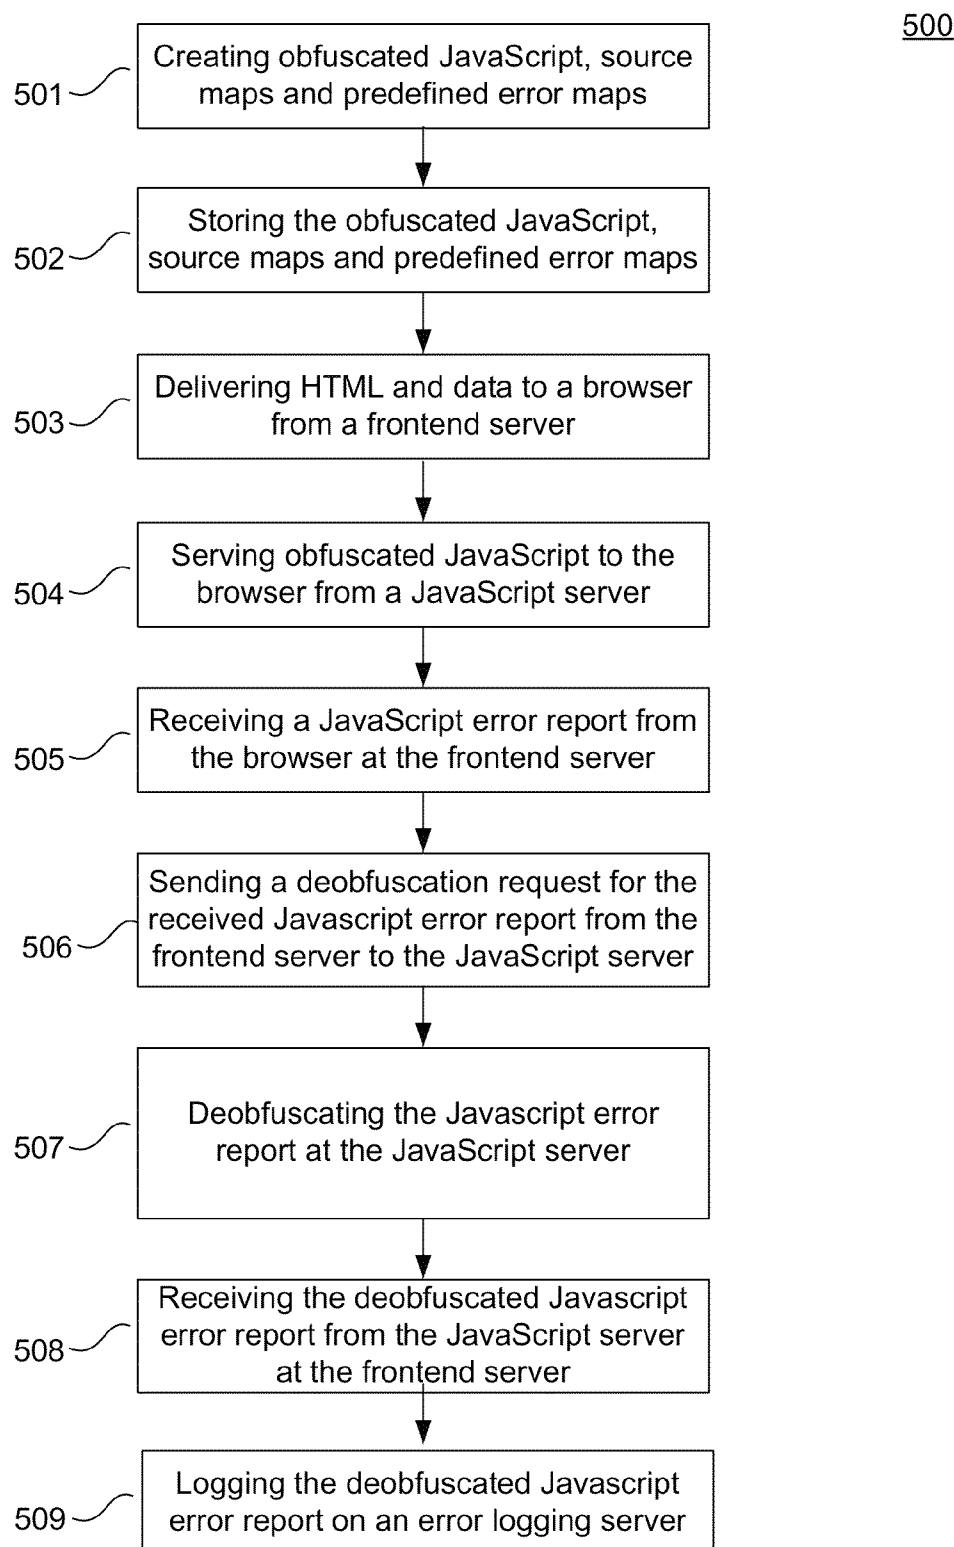 500
501
Creating obfuscated JavaScript, source
maps and predefined error maps
502
Storing the obfuscated JavaScript,
source maps and predefined error maps
503
Delivering HTML and data to a browser
from a frontend server
504
Serving obfuscated JavaScript to the
browser from a JavaScript server
505
Receiving a JavaScript error report from
the browser at the frontend server
506
Sending a deobfuscation request for the
received Javascript error report from the
frontend server to the JavaScript server
507
Deobfuscating the Javascript error
report at the JavaScript server
508
Receiving the deobfuscated Javascript
error report from the JavaScript server
at the frontend server
509
Logging the deobfuscated Javascript
error report on an error logging server